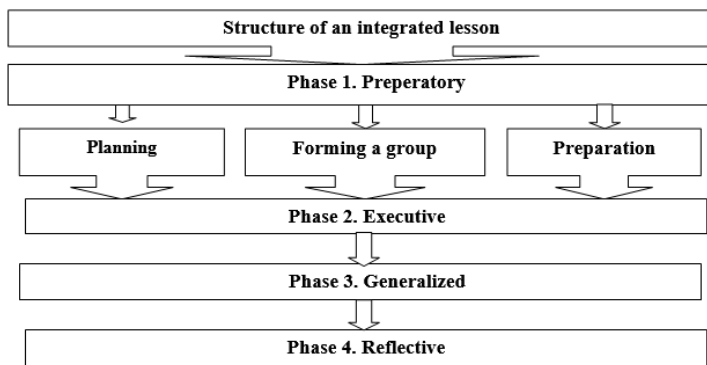 Structure of an integrated lesson
Phase 1. Preperatory
Planning
Forming a group
Preparation
Phase 2. Executive
Phase 3. Generalized
Phase 4. Reflective